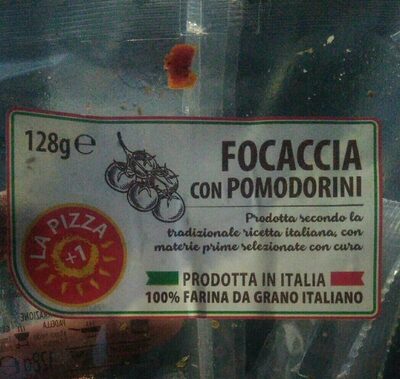 128g ℮
FOCACCIA
CON POMODORINI
Prodotta secondo la
tradizionale ricetta italiana, con
materie prime selezionate con cura
LA PIZZA
+1
PRODOTTA IN ITALIA
100% FARINA DA GRANO ITALIANO